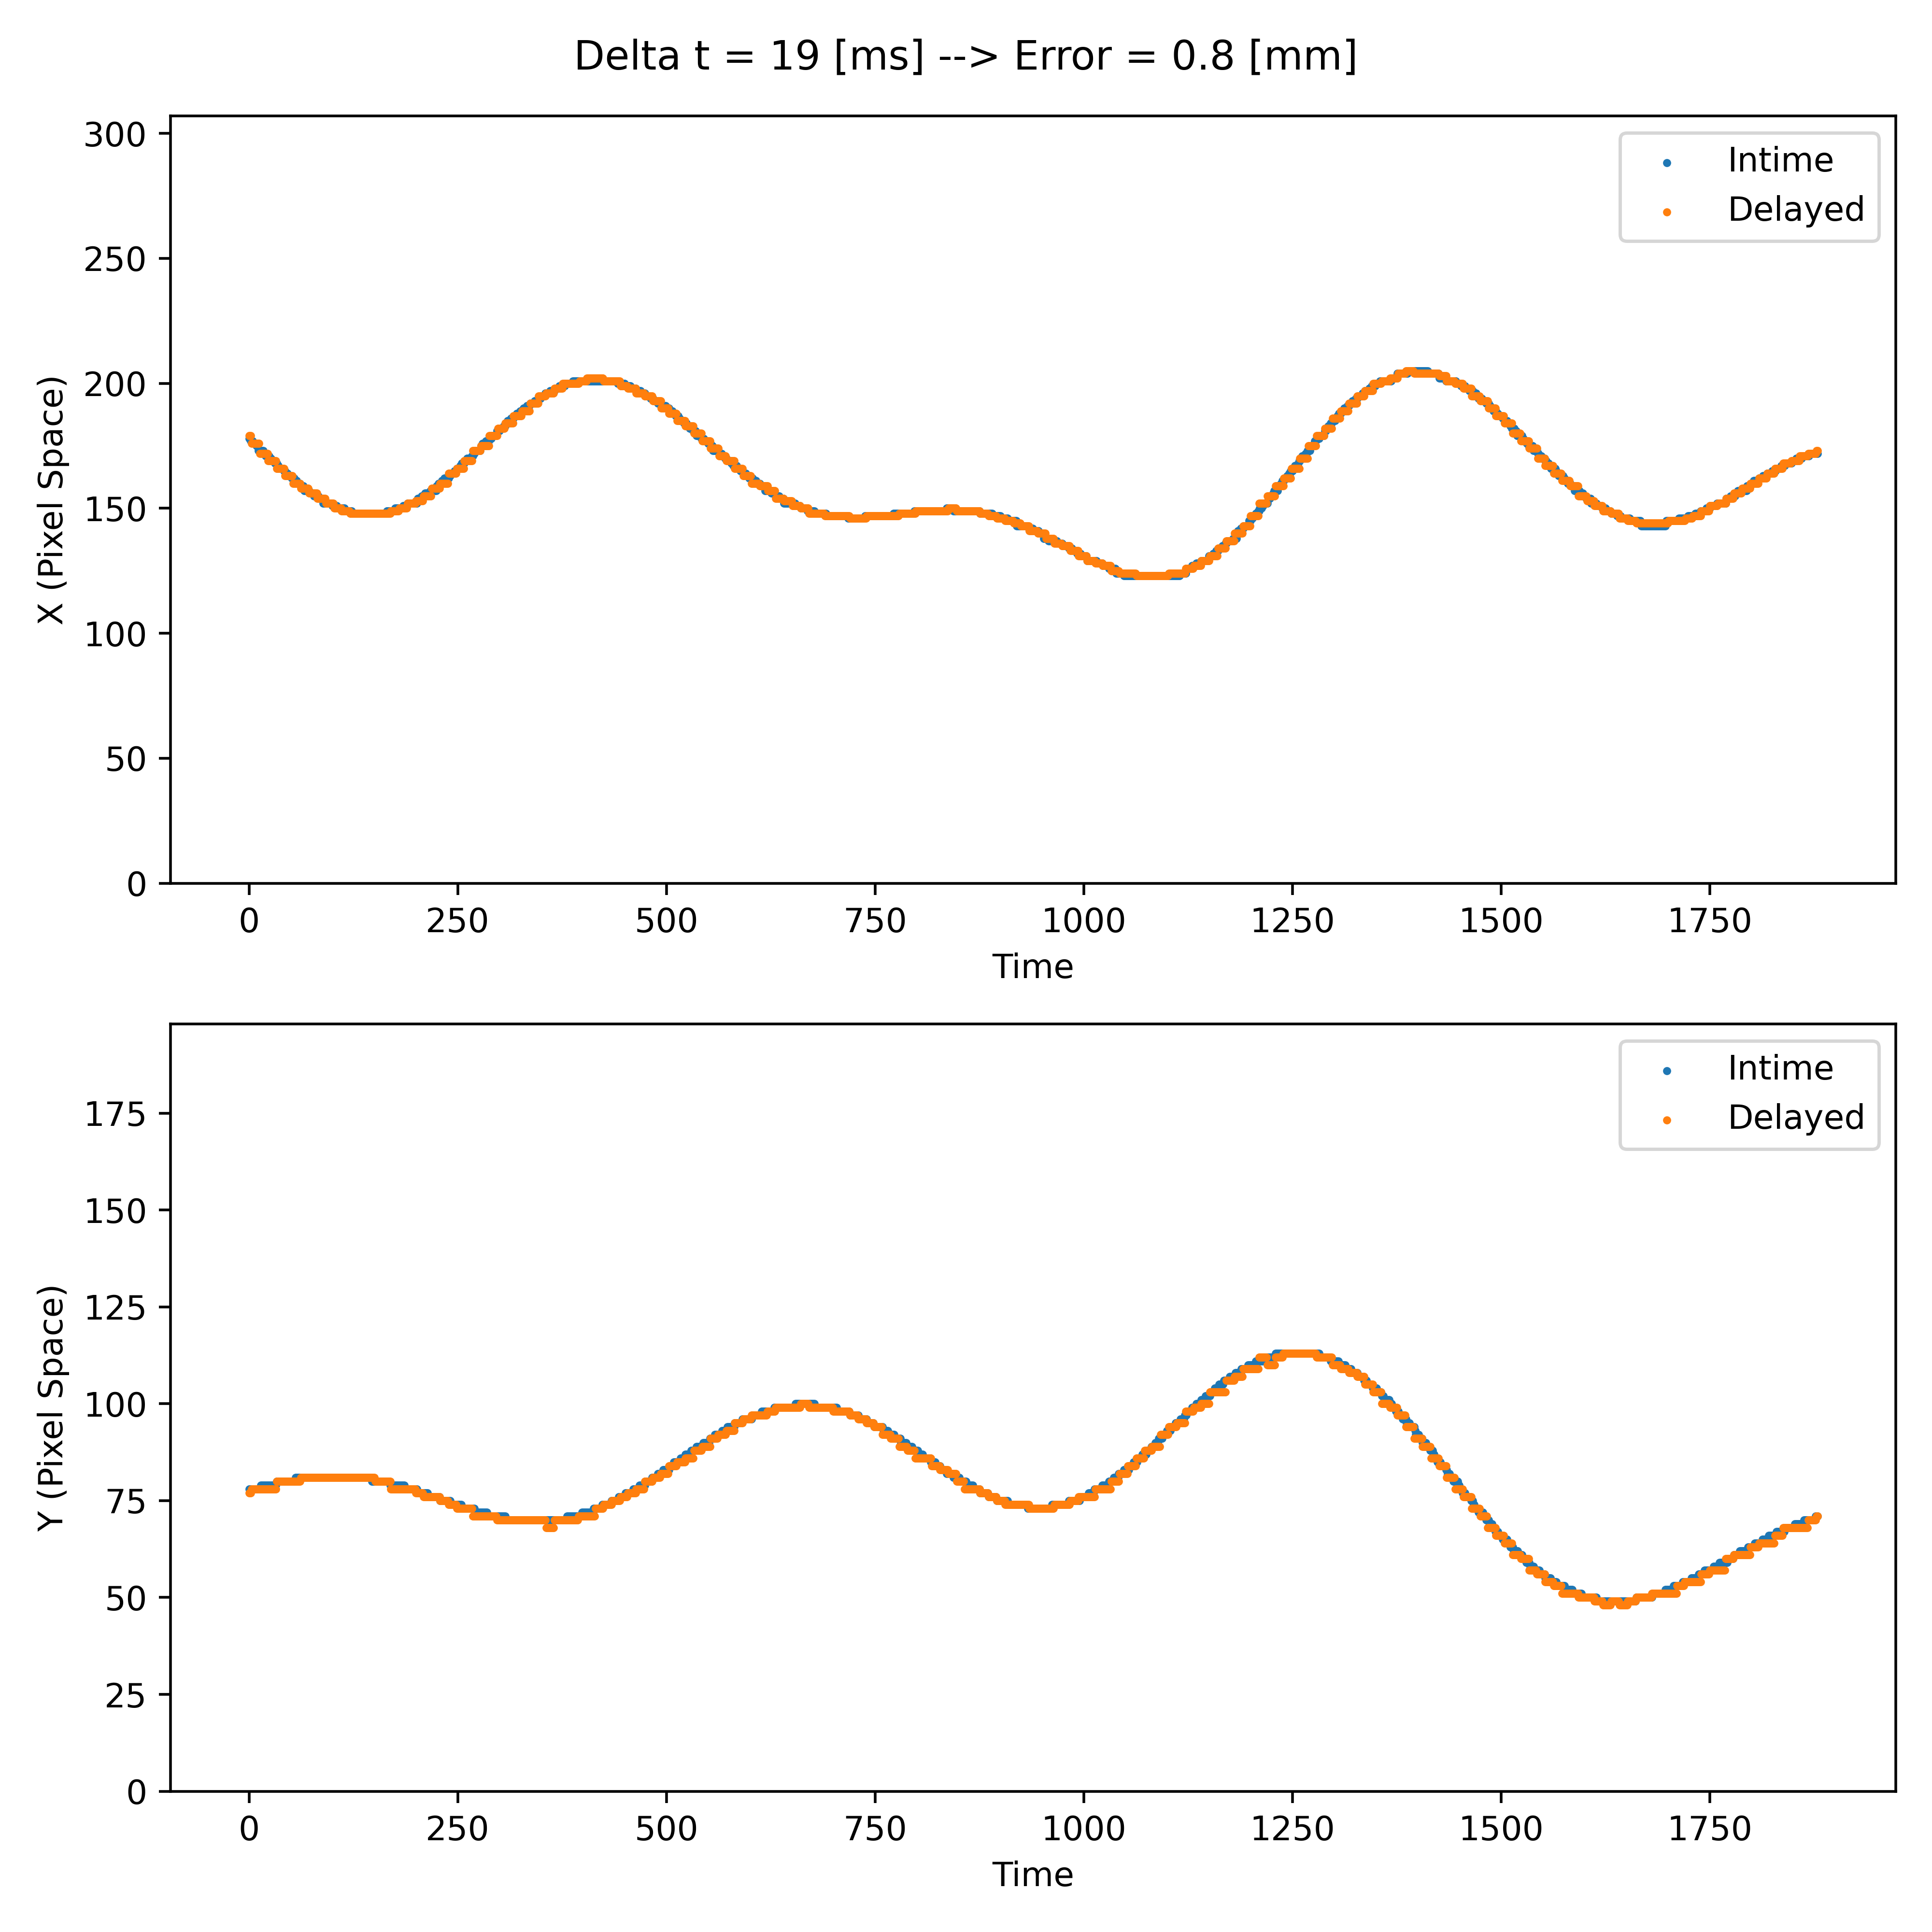 Delta t = 19 [ms] --> Error = 0.8 [mm]
300
250
200
150
100
50
0
X (Pixel Space)
Intime
Delayed
0 250 500 750 1000 1250 1500 1750
Time
175
150
125
100
75
50
25
0
Y (Pixel Space)
Intime
Delayed
0 250 500 750 1000 1250 1500 1750
Time